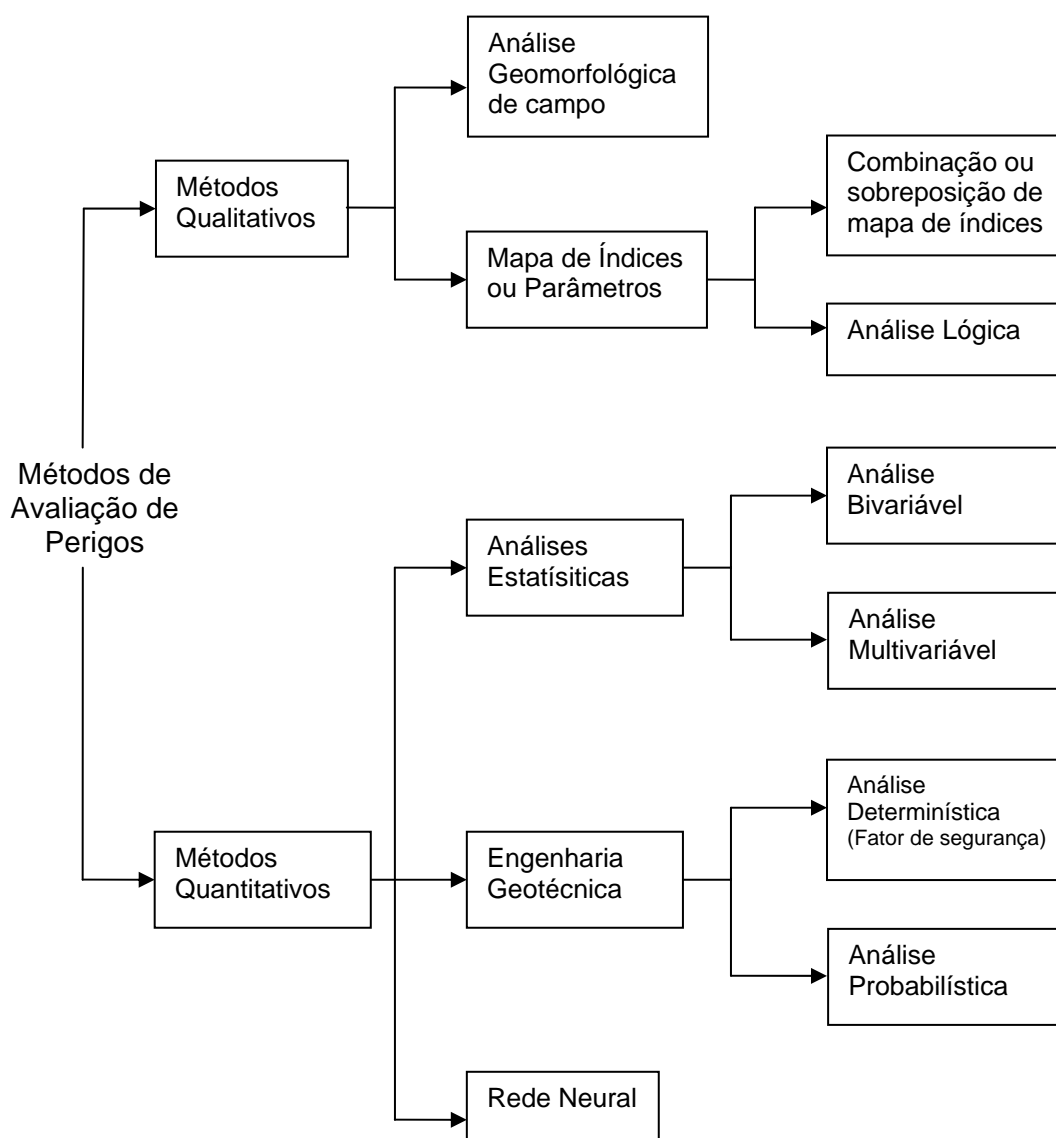 Análise
Geomorfológica
de campo
Métodos
Qualitativos
Combinação ou
sobreposição de
mapa de índices
Mapa de Índices
ou Parâmetros
Análise Lógica
Métodos de
Avaliação de
Perigos
Análise
Bivariável
Análises
Estatísiticas
Análise
Multivariável
Análise
Determinística
(Fator de segurança)
Métodos
Quantitativos
Engenharia
Geotécnica
Análise
Probabilística
Rede Neural